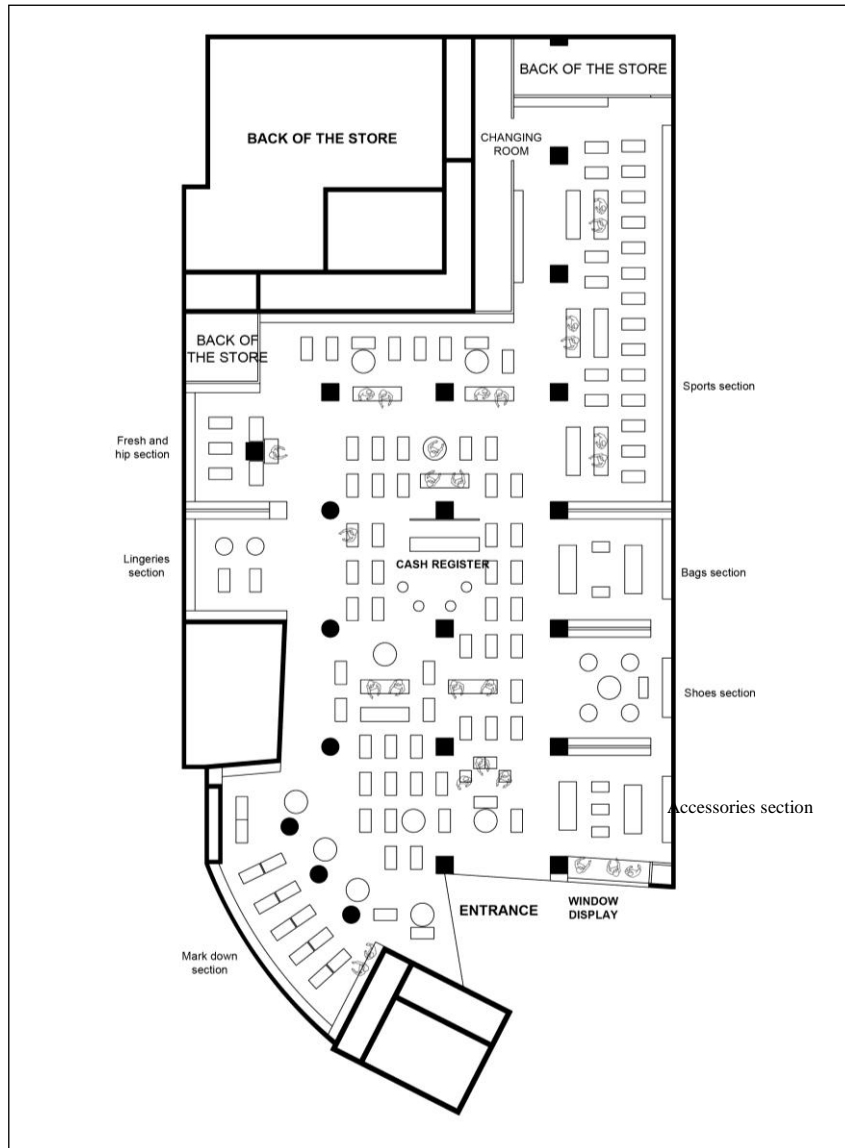 BACK OF THE STORE
BACK OF THE STORE
CHANGING
ROOM
BACK OF
THE STORE
Sports section
Fresh and
hip section
CASH REGISTER
Lingeries
section
Bags section
Shoes section
Accessories section
ENTRANCE
WINDOW
DISPLAY
Mark down
section